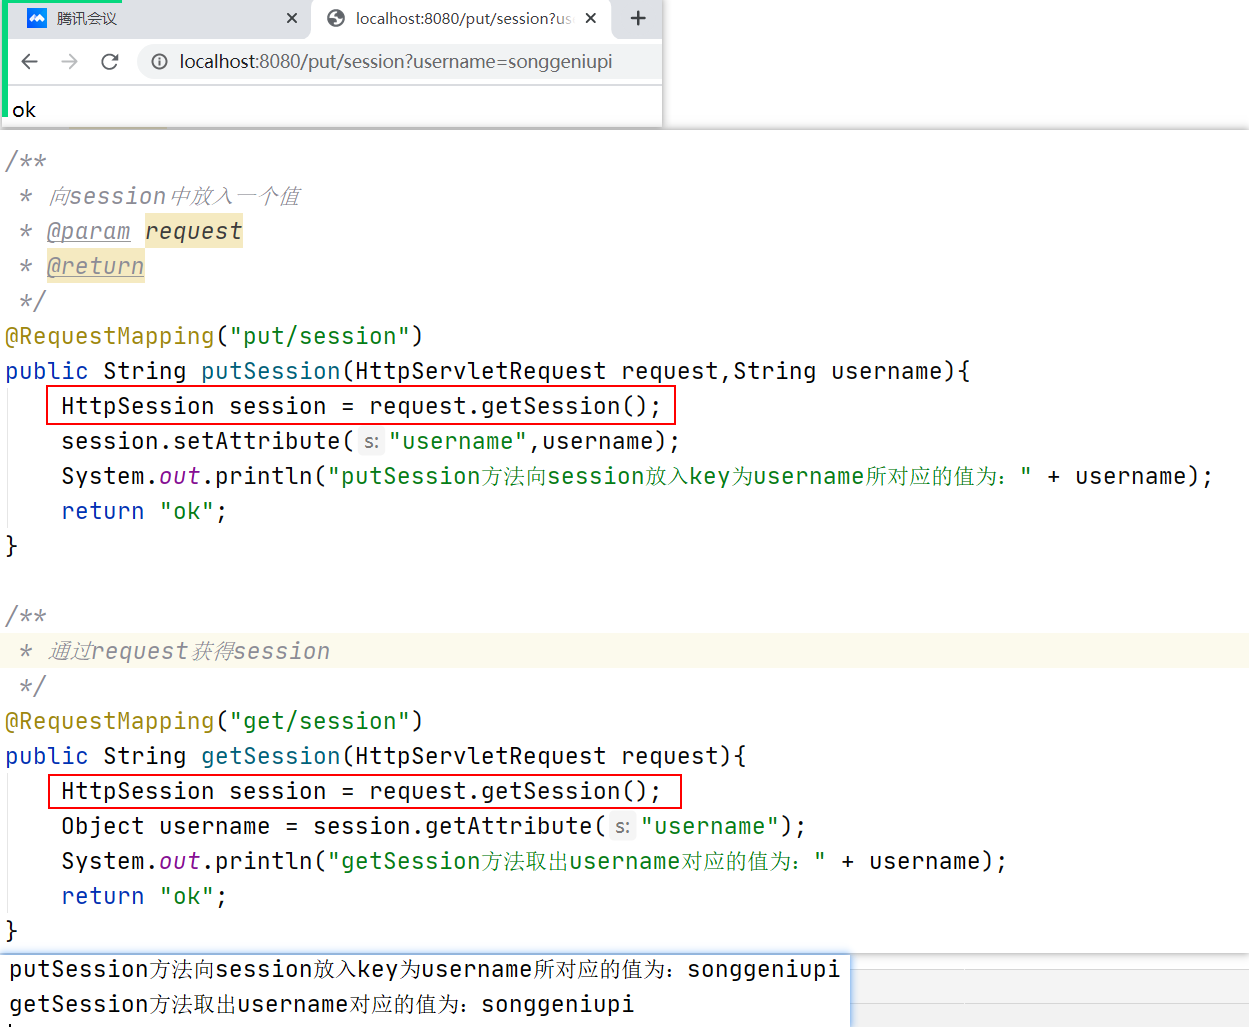 腾讯会议
localhost:8080/put/session?us
localhost:8080/put/session?username=songgeniupi
ok
/**
* 向session中放入一个值
* @param request
* @return
*/
@RequestMapping("put/session")
public String putSession(HttpServletRequest request,String username){
HttpSession session = request.getSession();
session.setAttribute( s: "username",username);
System.out.println("putSession方法向session放入key为username所对应的值为：" + username);
return "ok";
}
/**
* 通过request获得session
*/
@RequestMapping("get/session")
public String getSession(HttpServletRequest request){
HttpSession session = request.getSession();
Object username = session.getAttribute( s: "username");
System.out.println("getSession方法取出username对应的值为：" + username);
return "ok";
}
putSession方法向session放入key为username所对应的值为：songgeniupi
getSession方法取出username对应的值为：songgeniupi